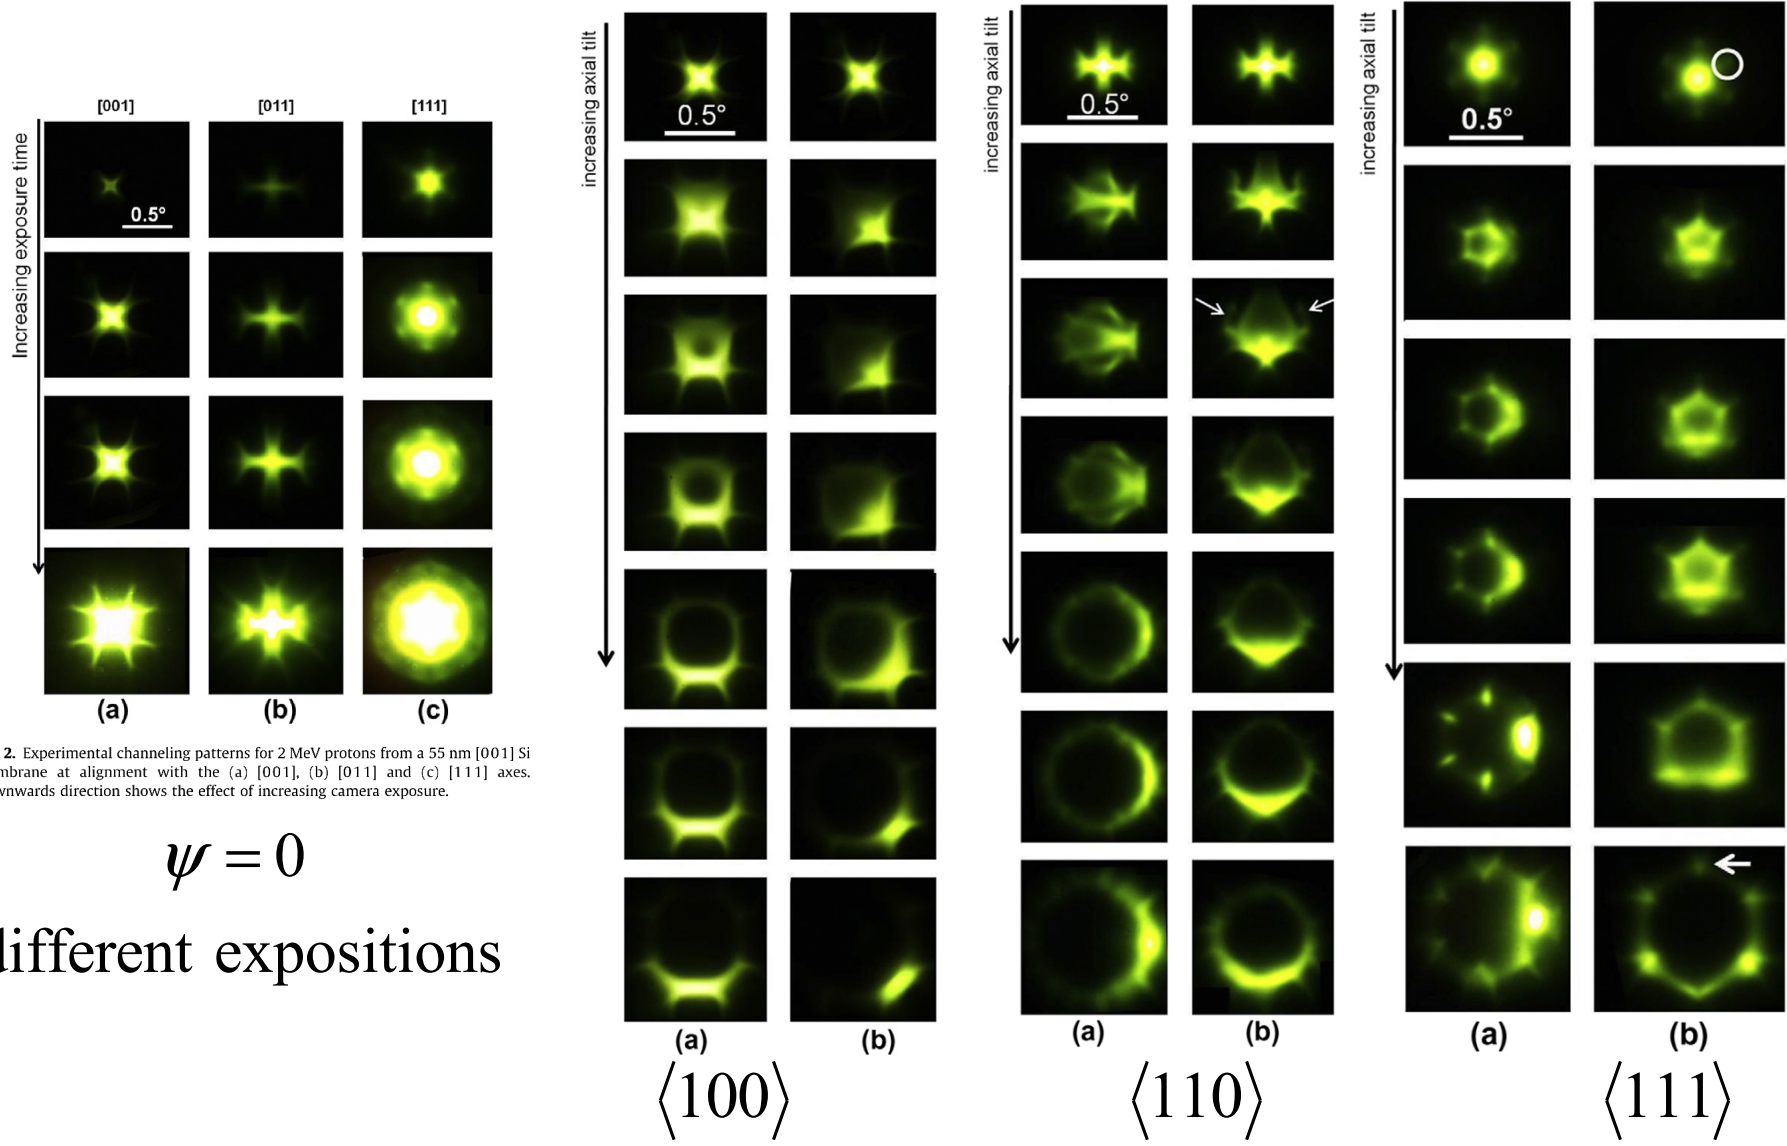 [001] [011] [111]
Increasing exposure time
0.5°
(a) (b) (c)
2. Experimental channeling patterns for 2 MeV protons from a 55 nm [001] Si
mbrane at alignment with the (a) [001], (b) [011] and (c) [111] axes.
wnwards direction shows the effect of increasing camera exposure.
ψ = 0
different expositions
increasing axial tilt
0.5°
(a) (b)
⟨100⟩
increasing axial tilt
0.5°
(a) (b)
⟨110⟩
increasing axial tilt
0.5°
(a) (b)
⟨111⟩